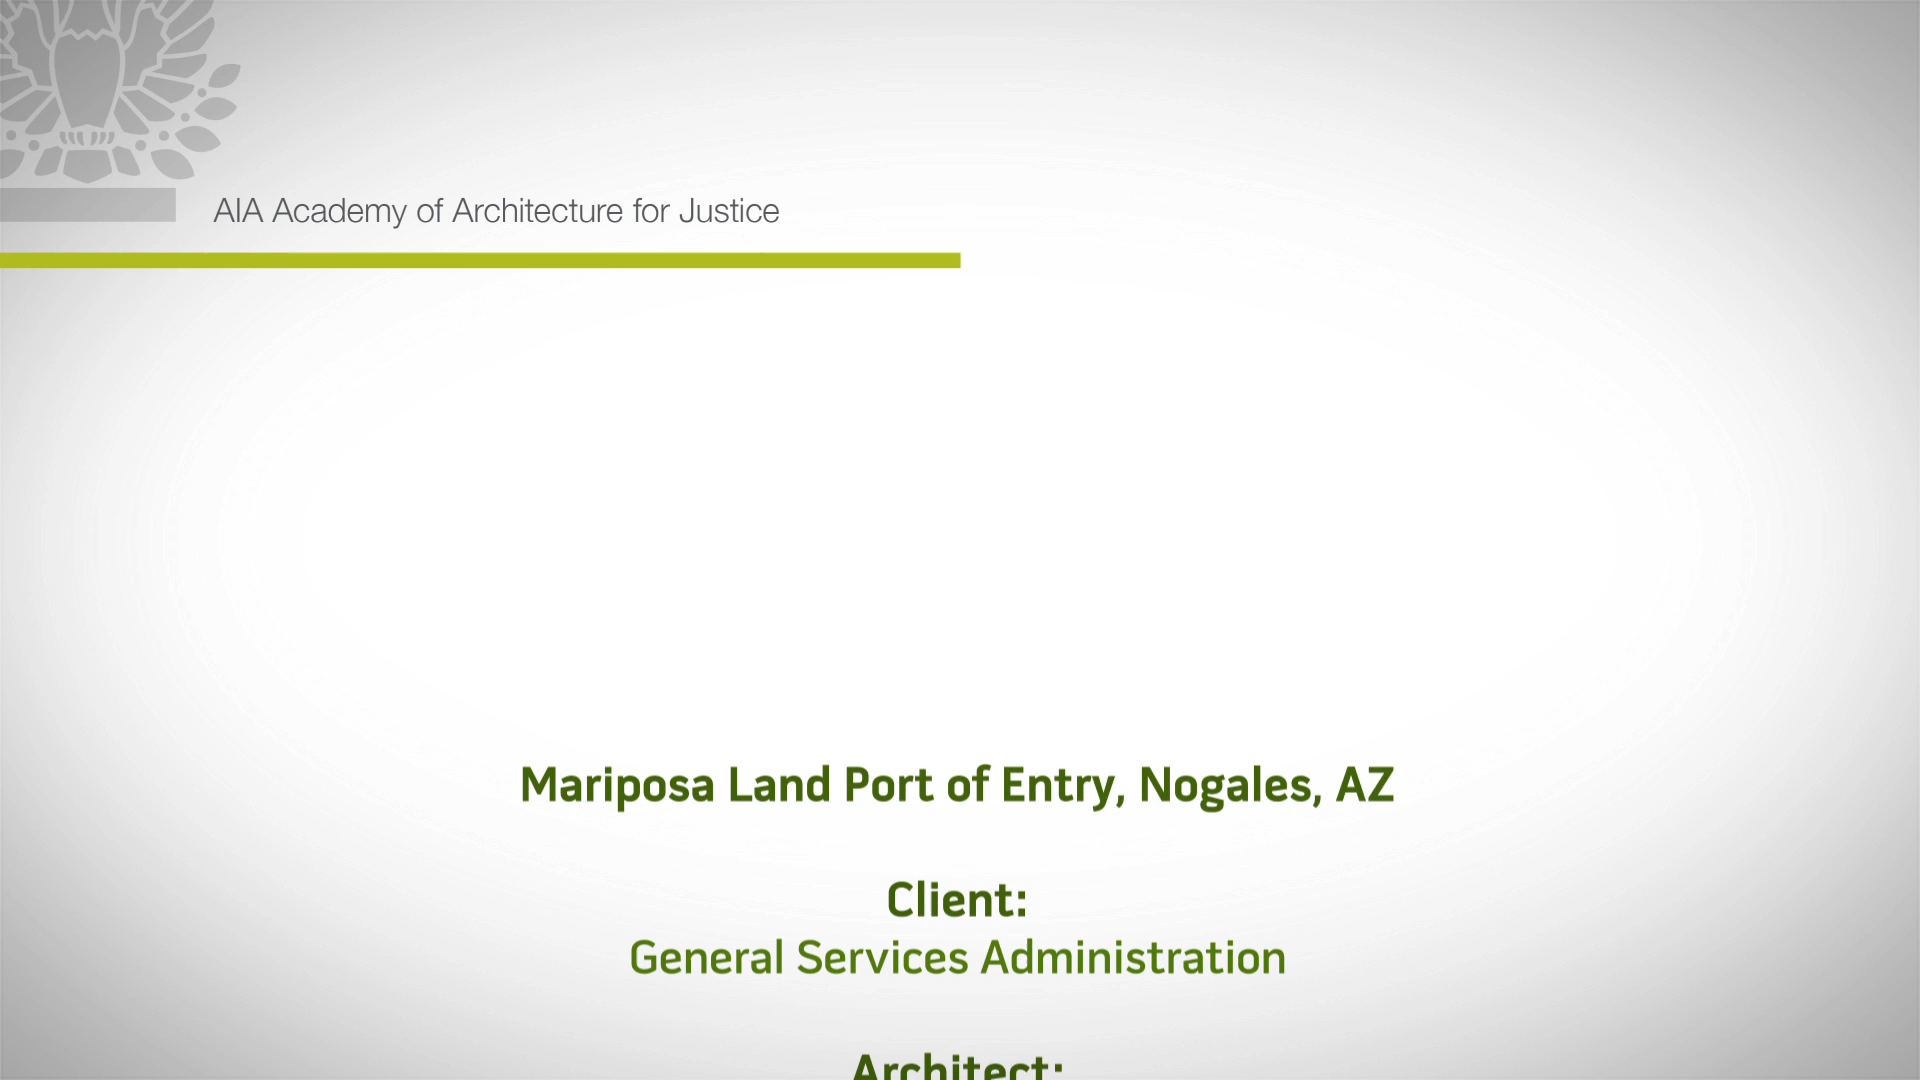 AIA Academy of Architecture for Justice
Mariposa Land Port of Entry, Nogales, AZ
Client:
General Services Administration
Architect: